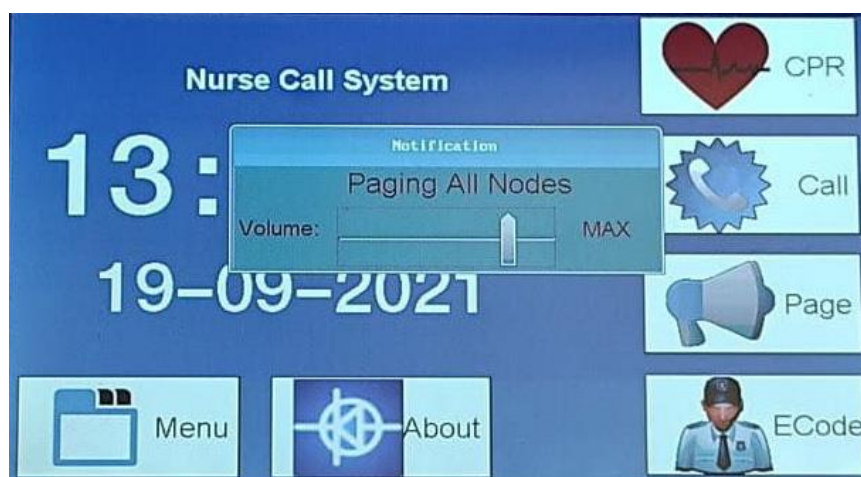 Nurse Call System
13:
19-09-2021
Notification
Paging All Nodes
Volume:
MAX
CPR
Call
Page
ECode
Menu
About